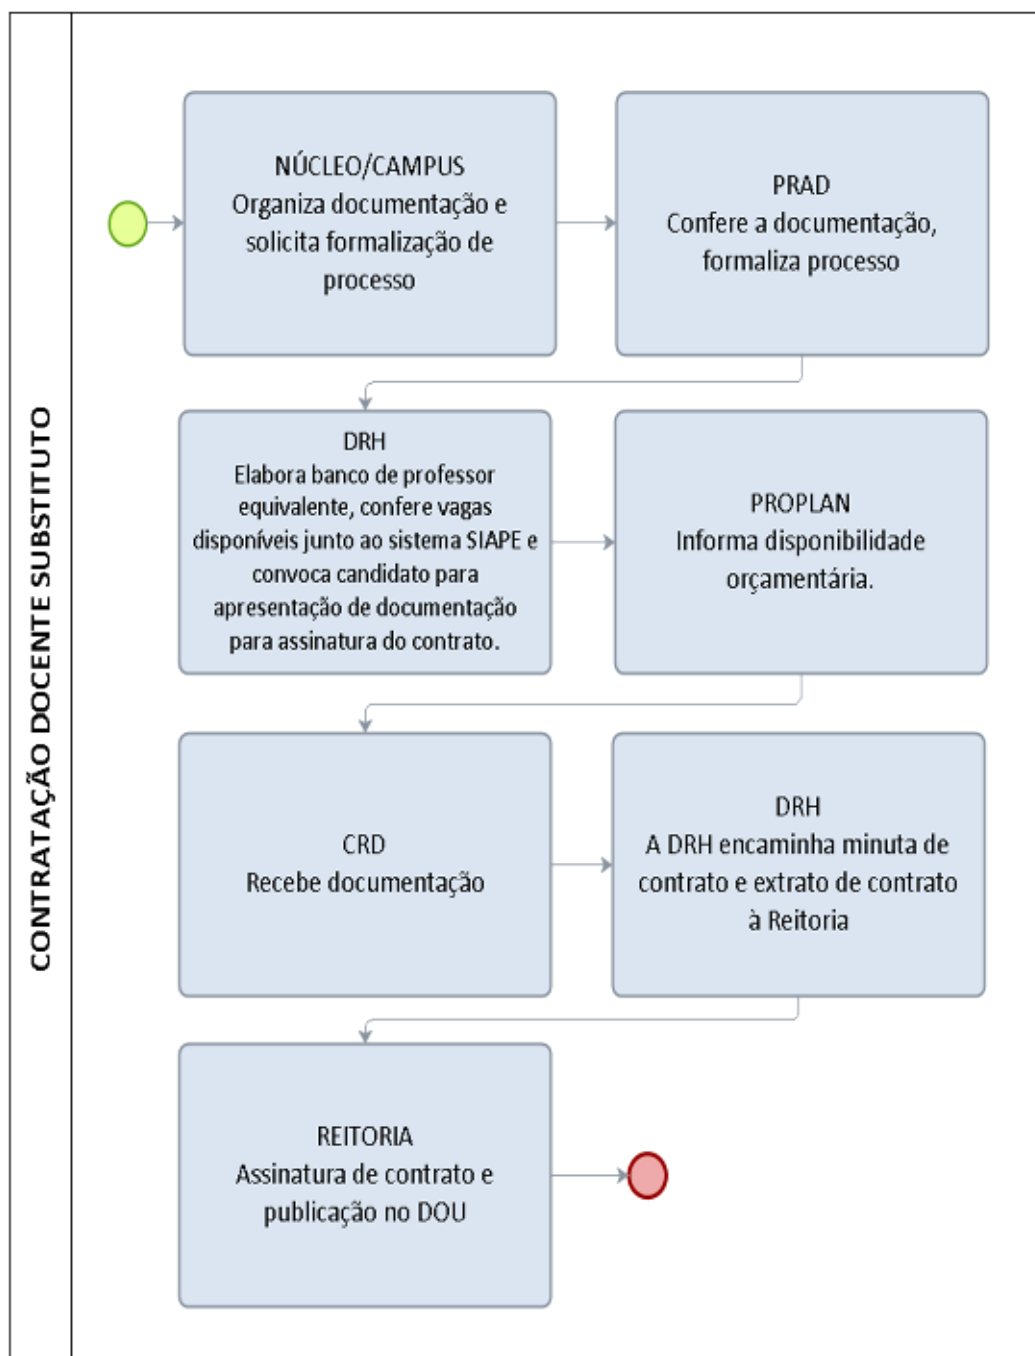 CONTRATAÇÃO DOCENTE SUBSTITUTO
NÚCLEO/CAMPUS
Organiza documentação e
solicita formalização de
processo
PRAD
Confere a documentação,
formaliza processo
DRH
Elabora banco de professor
equivalente, confere vagas
disponíveis junto ao sistema SIAPE e
convoca candidato para
apresentação de documentação
para assinatura do contrato.
PROPLAN
Informa disponibilidade
orçamentária.
CRD
Recebe documentação
DRH
A DRH encaminha minuta de
contrato e extrato de contrato
à Reitoria
REITORIA
Assinatura de contrato e
publicação no DOU